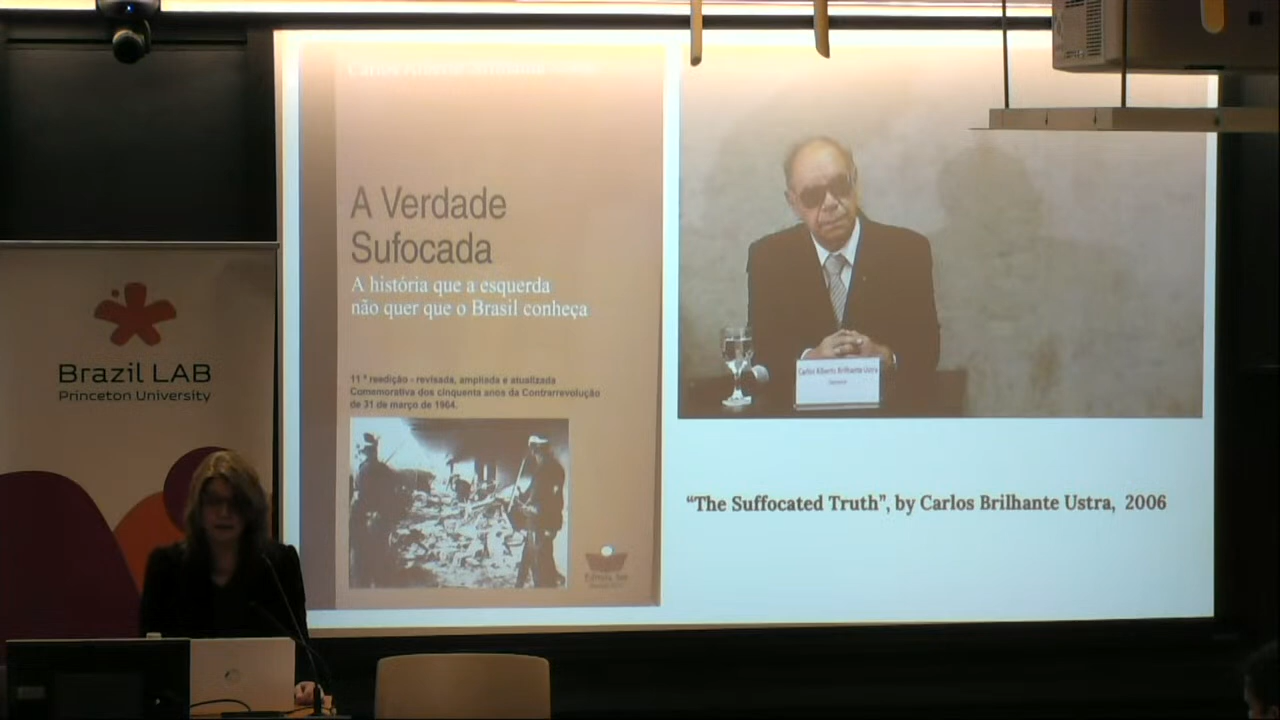 A Verdade
Sufocada
A história que a esquerda
não quer que o Brasil conheça
11ª reedição - revisada, ampliada e atualizada
Comemorativa dos cinquenta anos da Contrarrevolução
de 31 de março de 1964.
Carlos Alberto Brilhante Ustra
“The Suffocated Truth”, by Carlos Brilhante Ustra, 2006
Brazil LAB
Princeton University